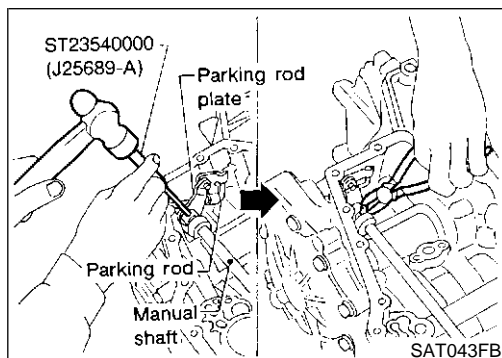 ST23540000
(J25689-A)
Parking rod
plate
Parking rod
Manual
shaft
SAT043FB